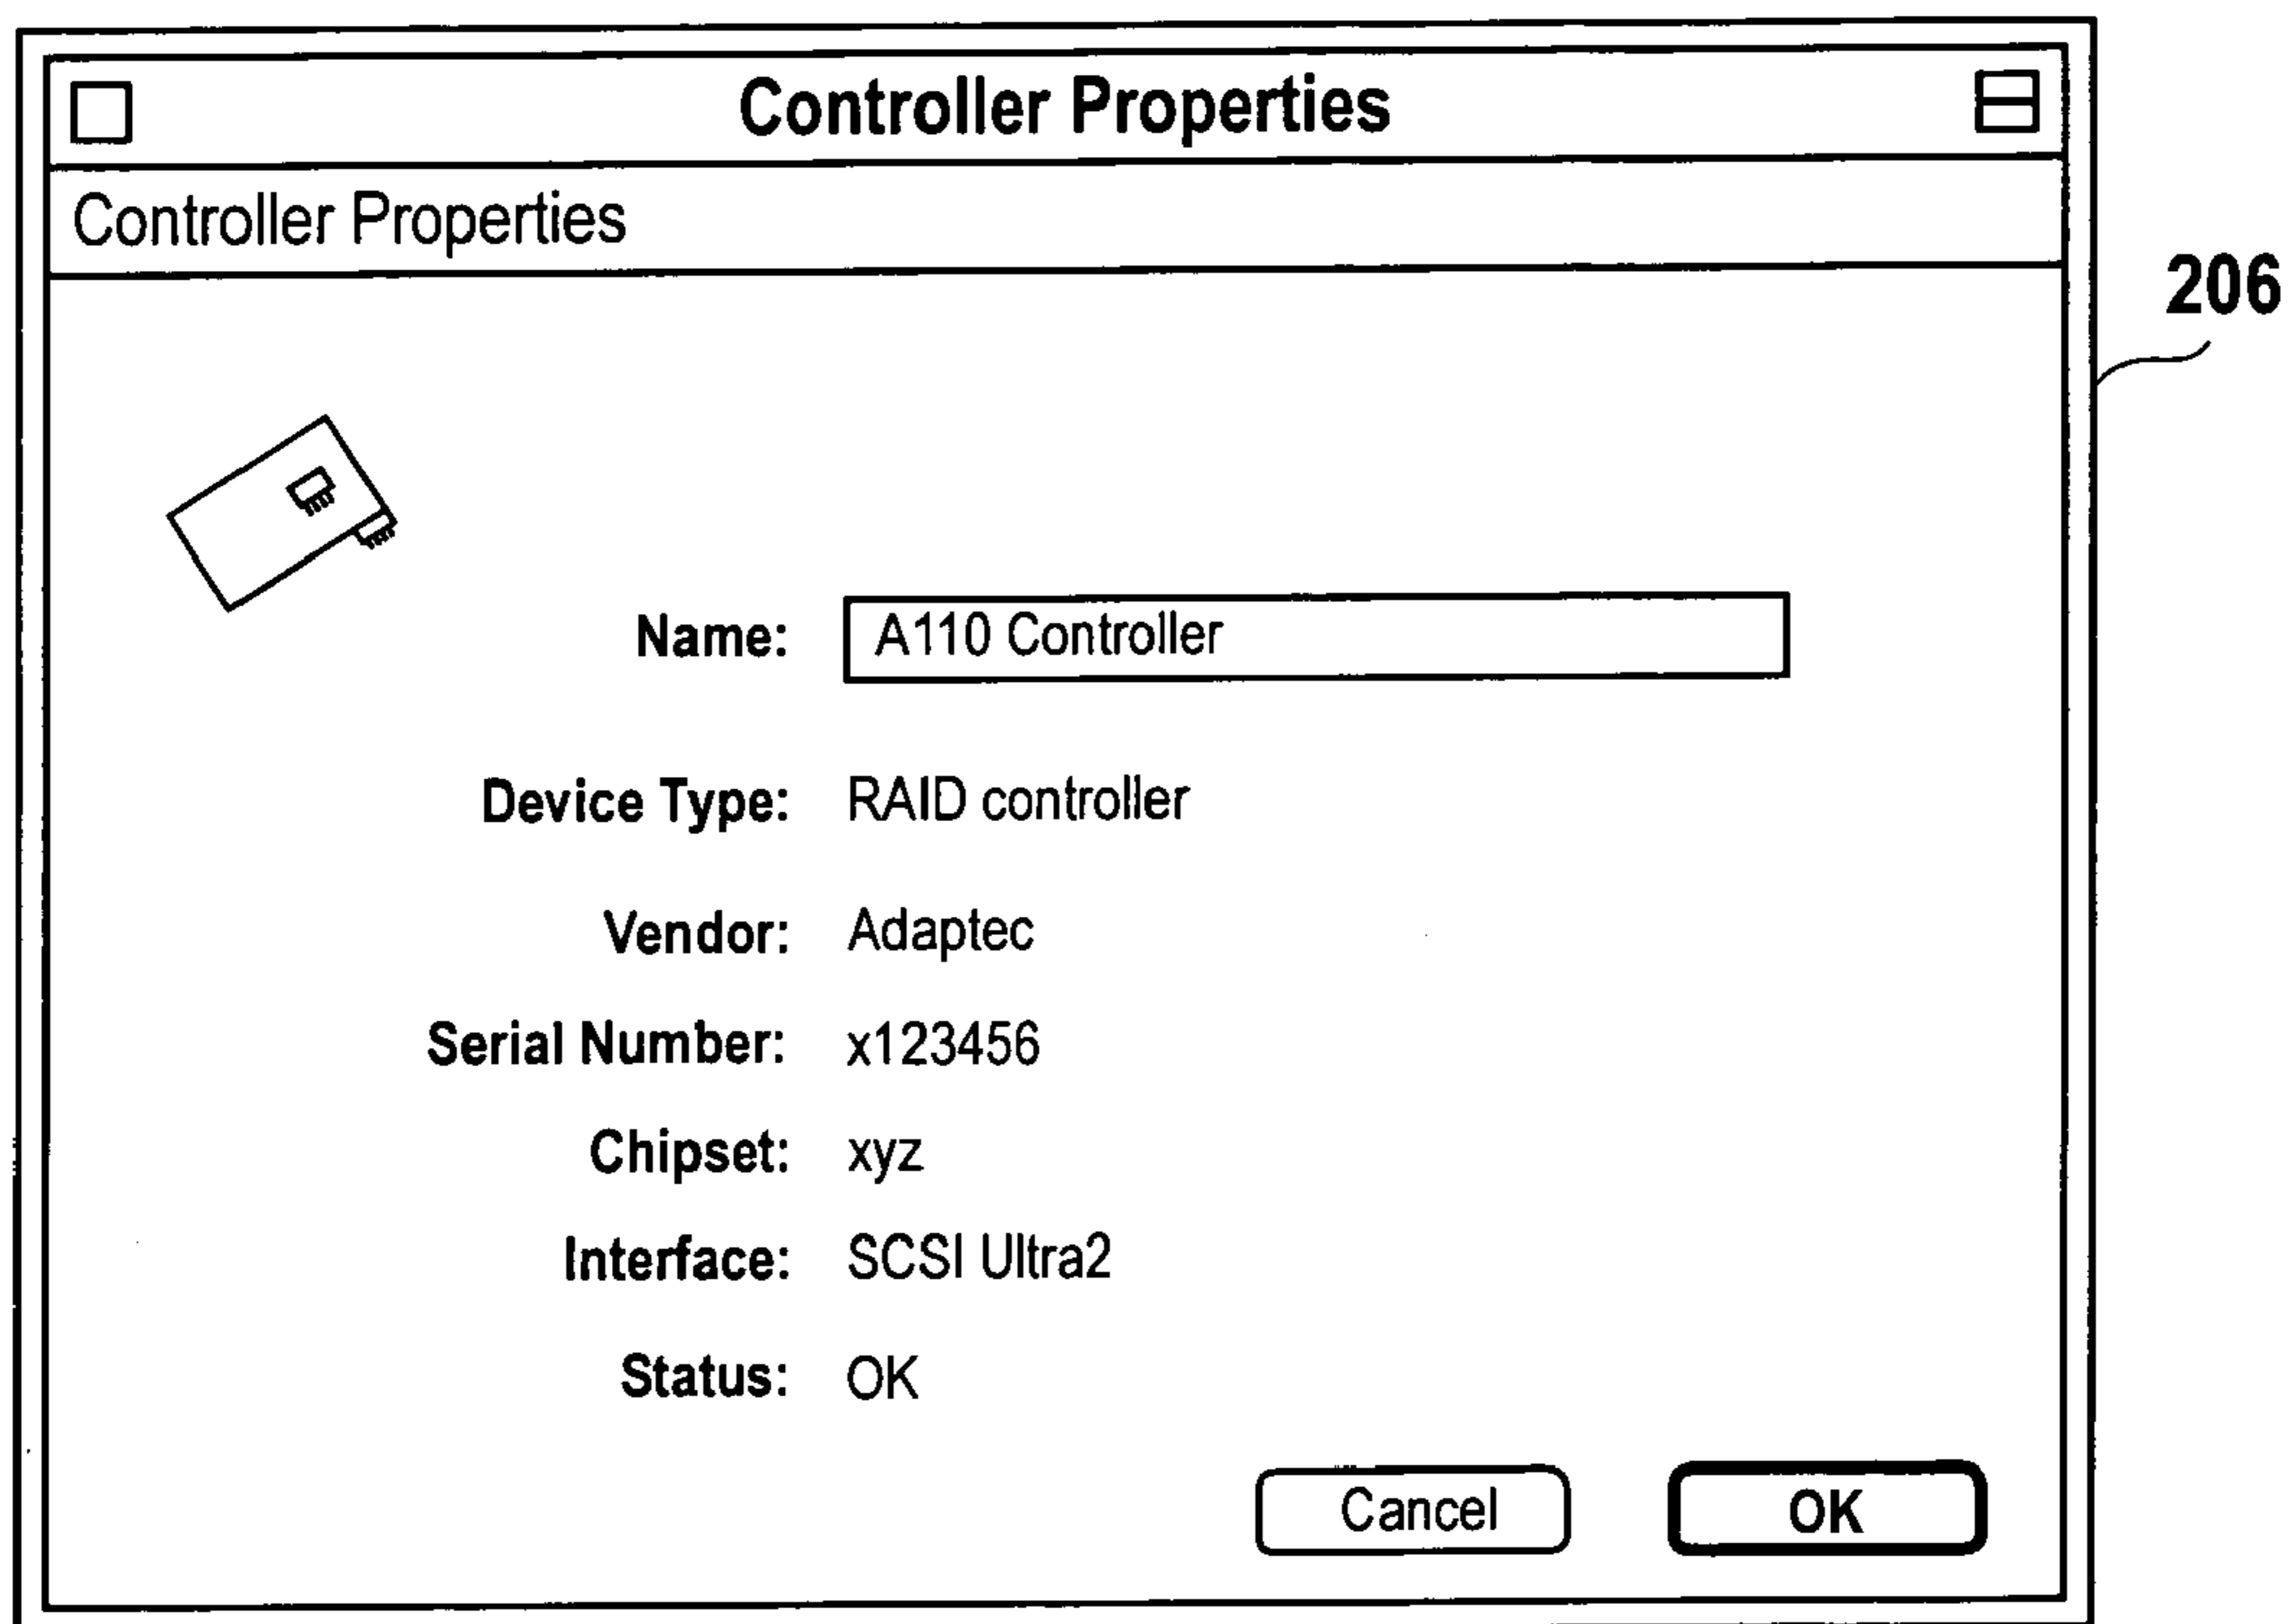 Controller Properties
Controller Properties
206
Name: A110 Controller
Device Type: RAID controller
Vendor: Adaptec
Serial Number: x123456
Chipset: xyz
Interface: SCSI Ultra2
Status: OK
Cancel OK